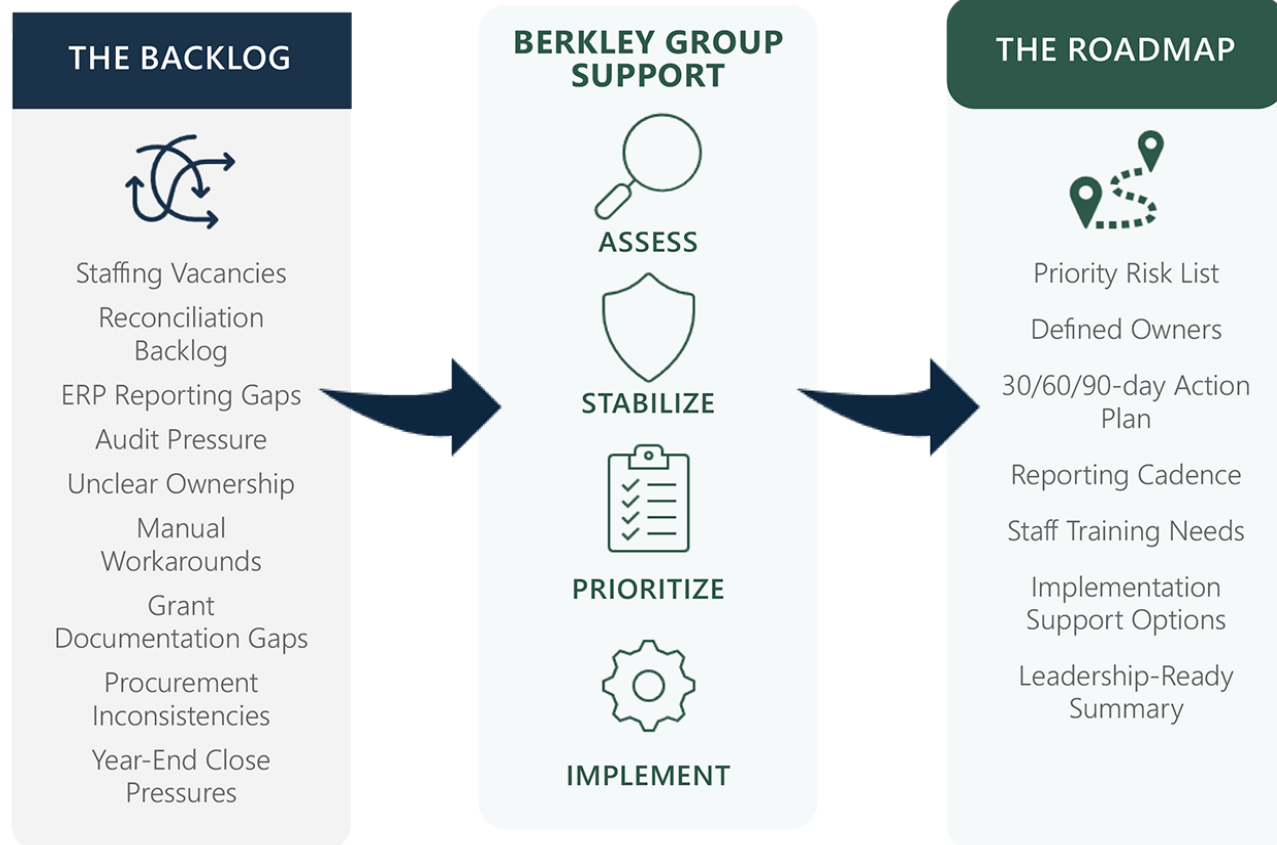 THE BACKLOG
Staffing Vacancies
Reconciliation
Backlog
ERP Reporting Gaps
Audit Pressure
Unclear Ownership
Manual
Workarounds
Grant
Documentation Gaps
Procurement
Inconsistencies
Year-End Close
Pressures
BERKLEY GROUP
SUPPORT
ASSESS
STABILIZE
PRIORITIZE
IMPLEMENT
THE ROADMAP
Priority Risk List
Defined Owners
30/60/90-day Action
Plan
Reporting Cadence
Staff Training Needs
Implementation
Support Options
Leadership-Ready
Summary